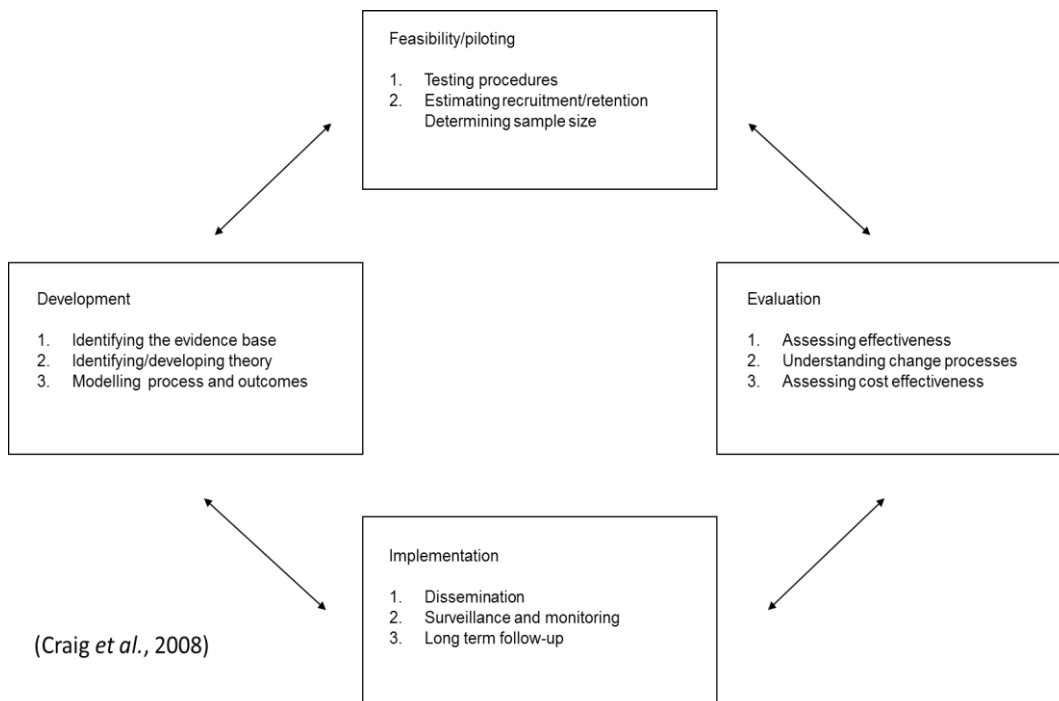 Feasibility/piloting
1. Testing procedures
2. Estimating recruitment/retention
Determining sample size
Development
1. Identifying the evidence base
2. Identifying/developing theory
3. Modelling process and outcomes
Evaluation
1. Assessing effectiveness
2. Understanding change processes
3. Assessing cost effectiveness
Implementation
1. Dissemination
2. Surveillance and monitoring
3. Long term follow-up
(Craig et al., 2008)